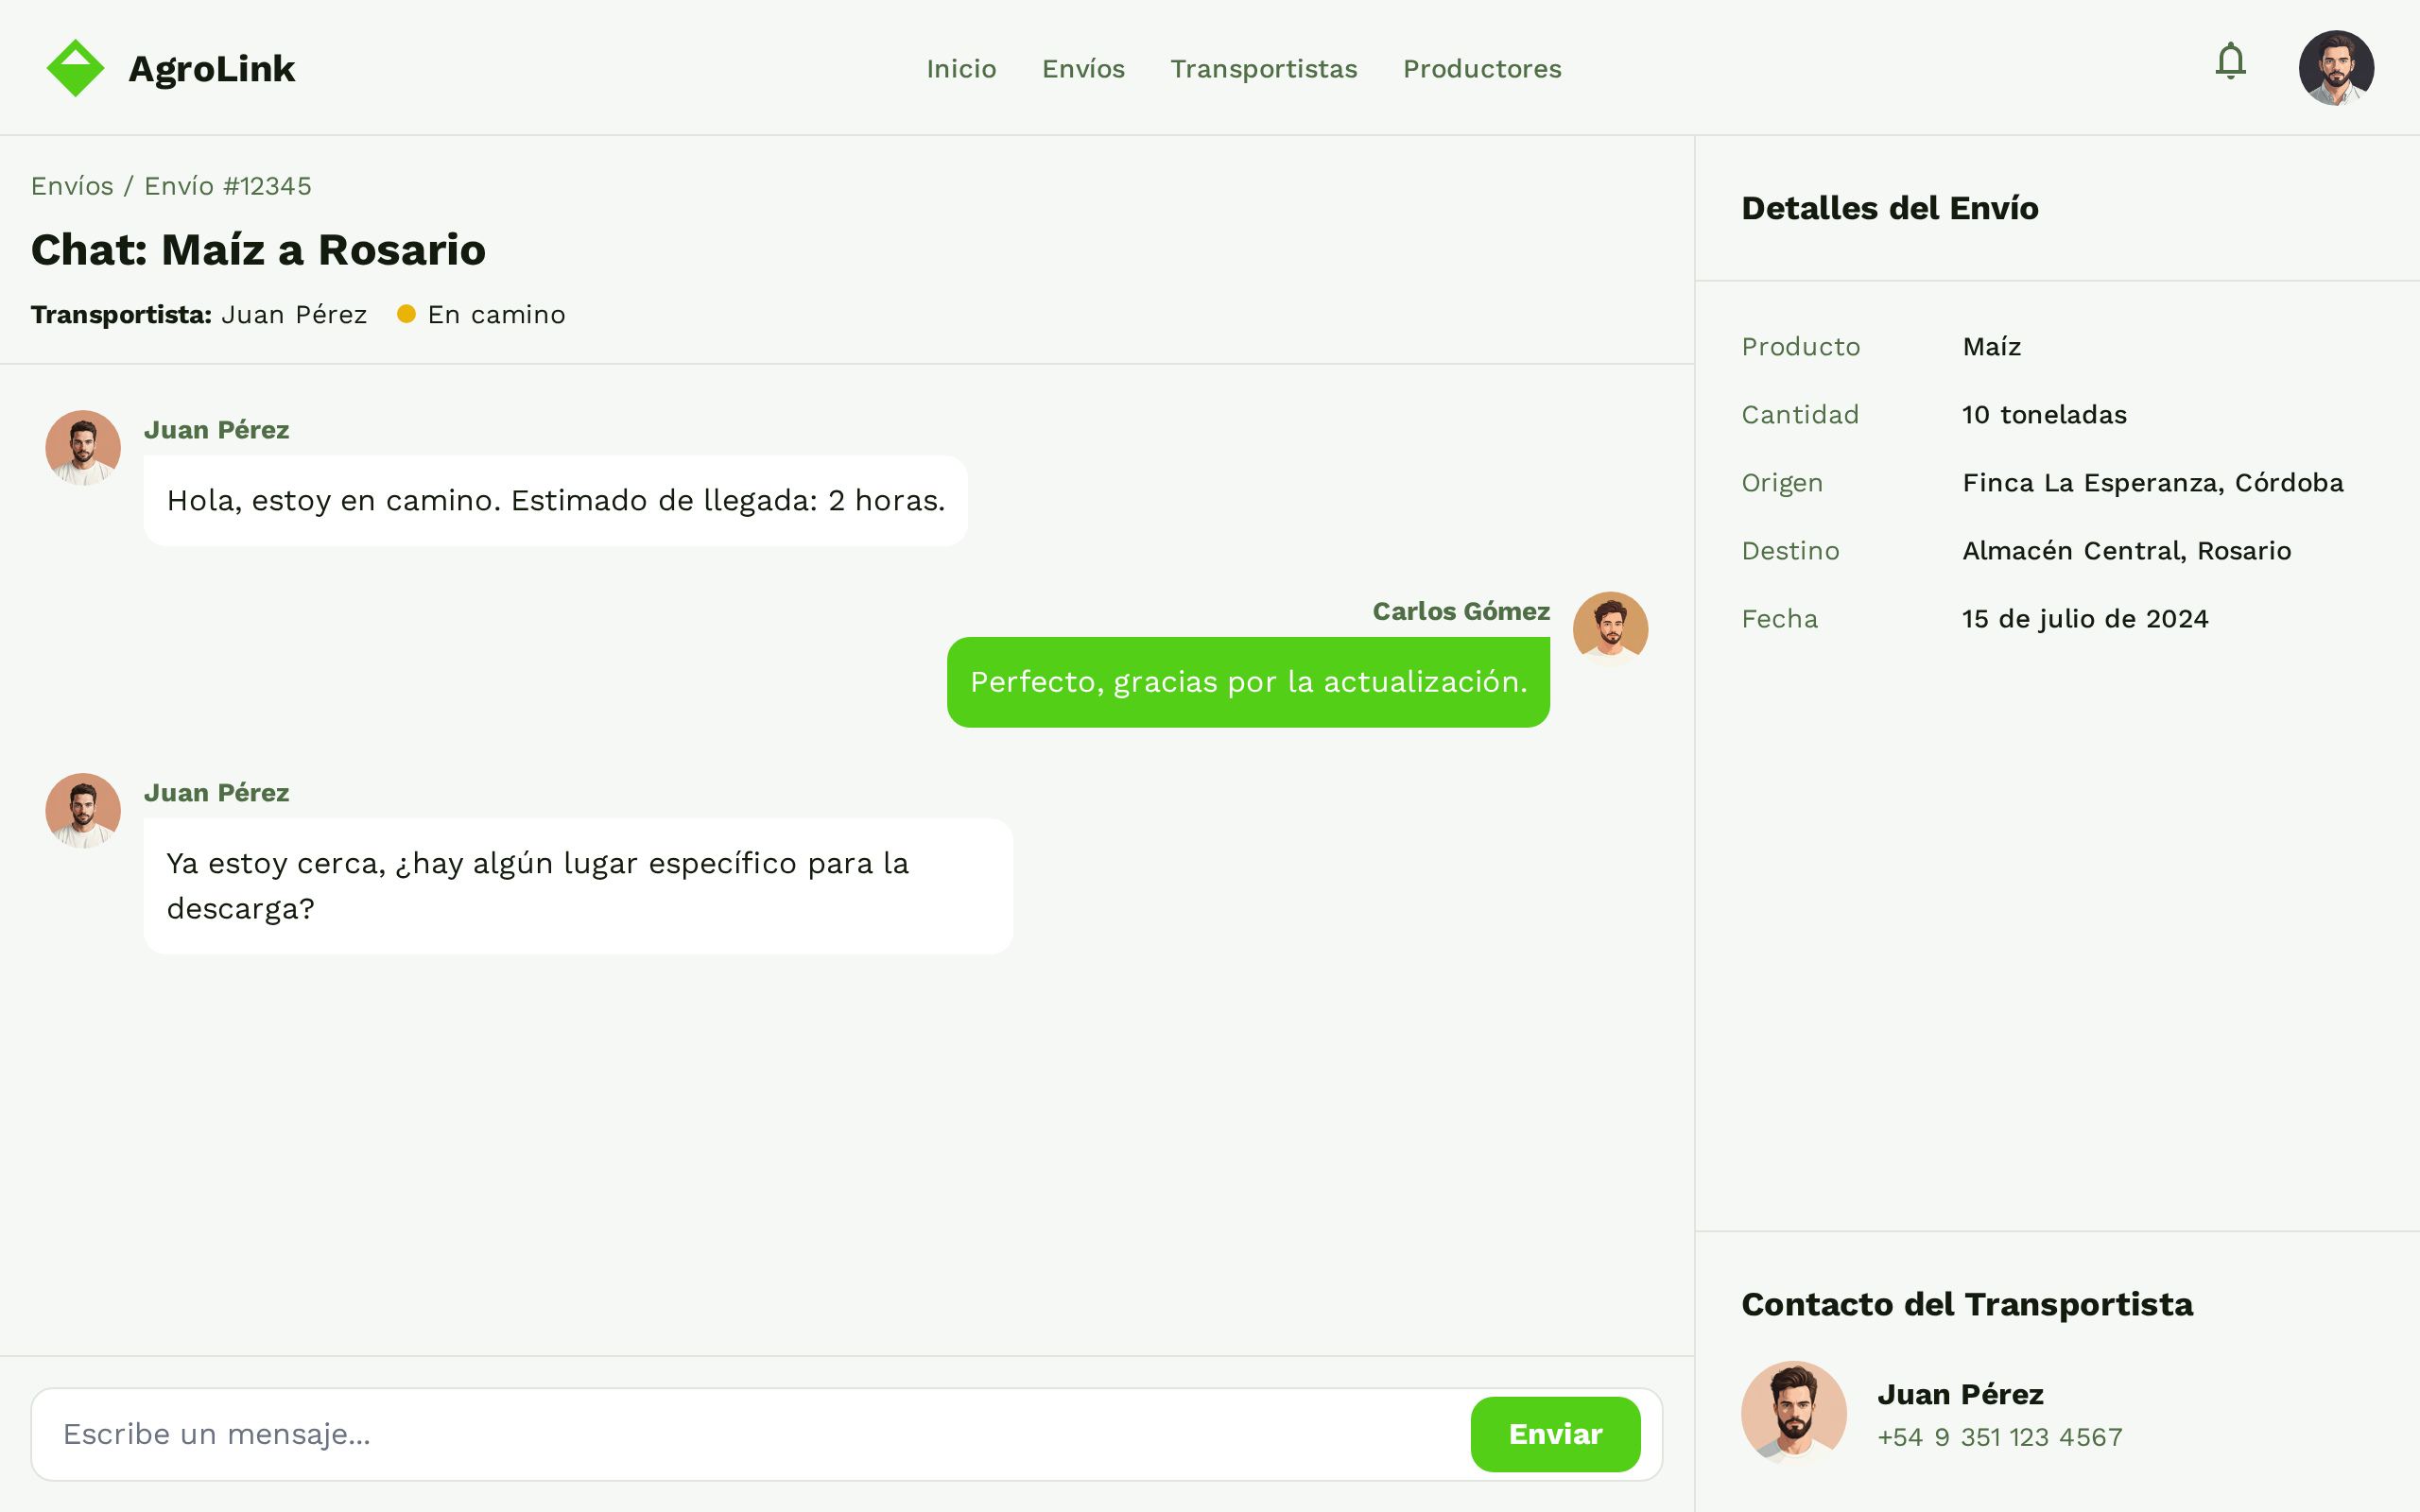 AgroLink
Inicio
Envíos
Transportistas
Productores
Envíos / Envío #12345
Chat: Maíz a Rosario
Transportista: Juan Pérez
En camino
Juan Pérez
Hola, estoy en camino. Estimado de llegada: 2 horas.
Carlos Gómez
Perfecto, gracias por la actualización.
Juan Pérez
Ya estoy cerca, ¿hay algún lugar específico para la
descarga?
Escribe un mensaje...
Enviar
Detalles del Envío
Producto
Maíz
Cantidad
10 toneladas
Origen
Finca La Esperanza, Córdoba
Destino
Almacén Central, Rosario
Fecha
15 de julio de 2024
Contacto del Transportista
Juan Pérez
+54 9 351 123 4567